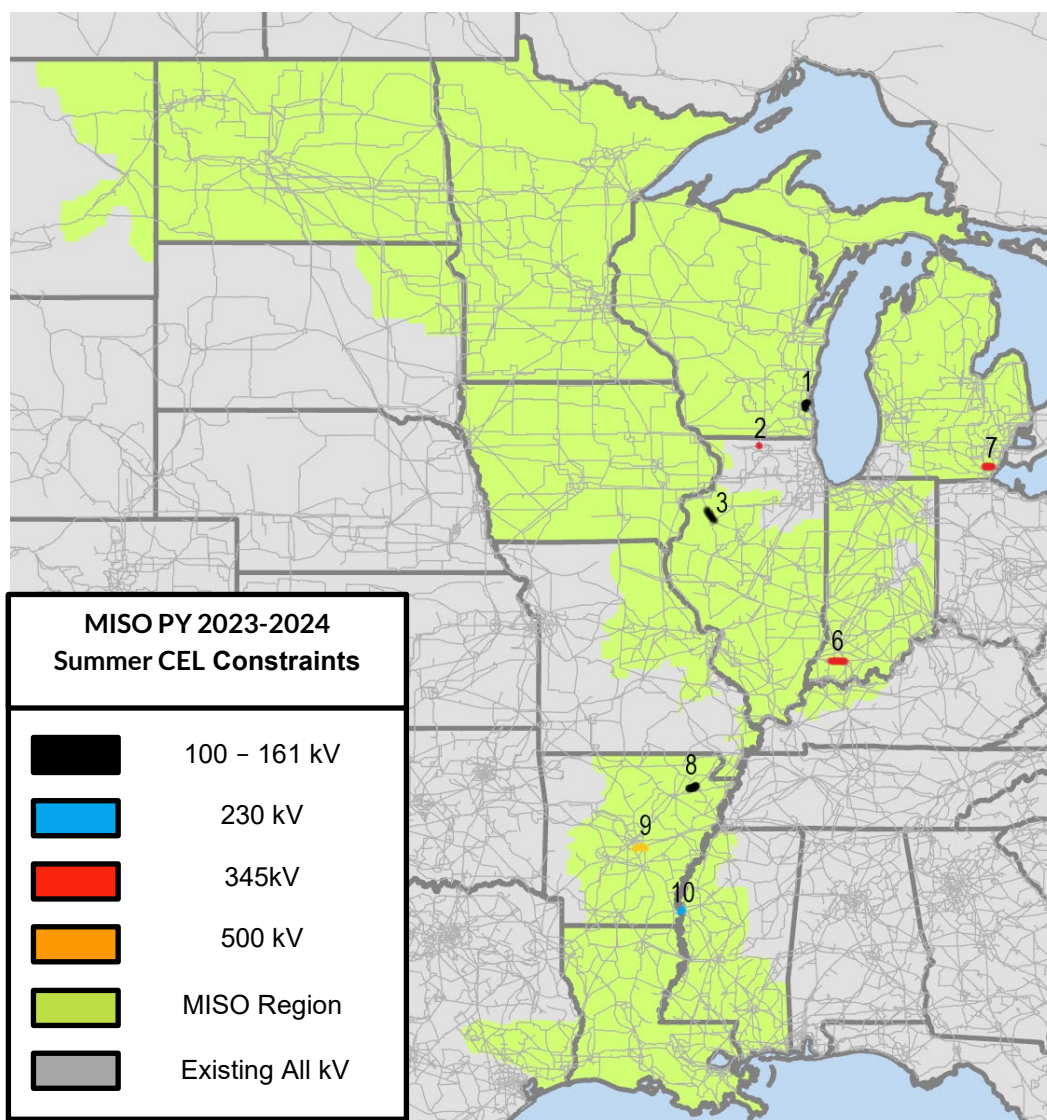 1
2
7
3
6
8
9
10
MISO PY 2023-2024
Summer CEL Constraints
100 – 161 kV
230 kV
345kV
500 kV
MISO Region
Existing All kV